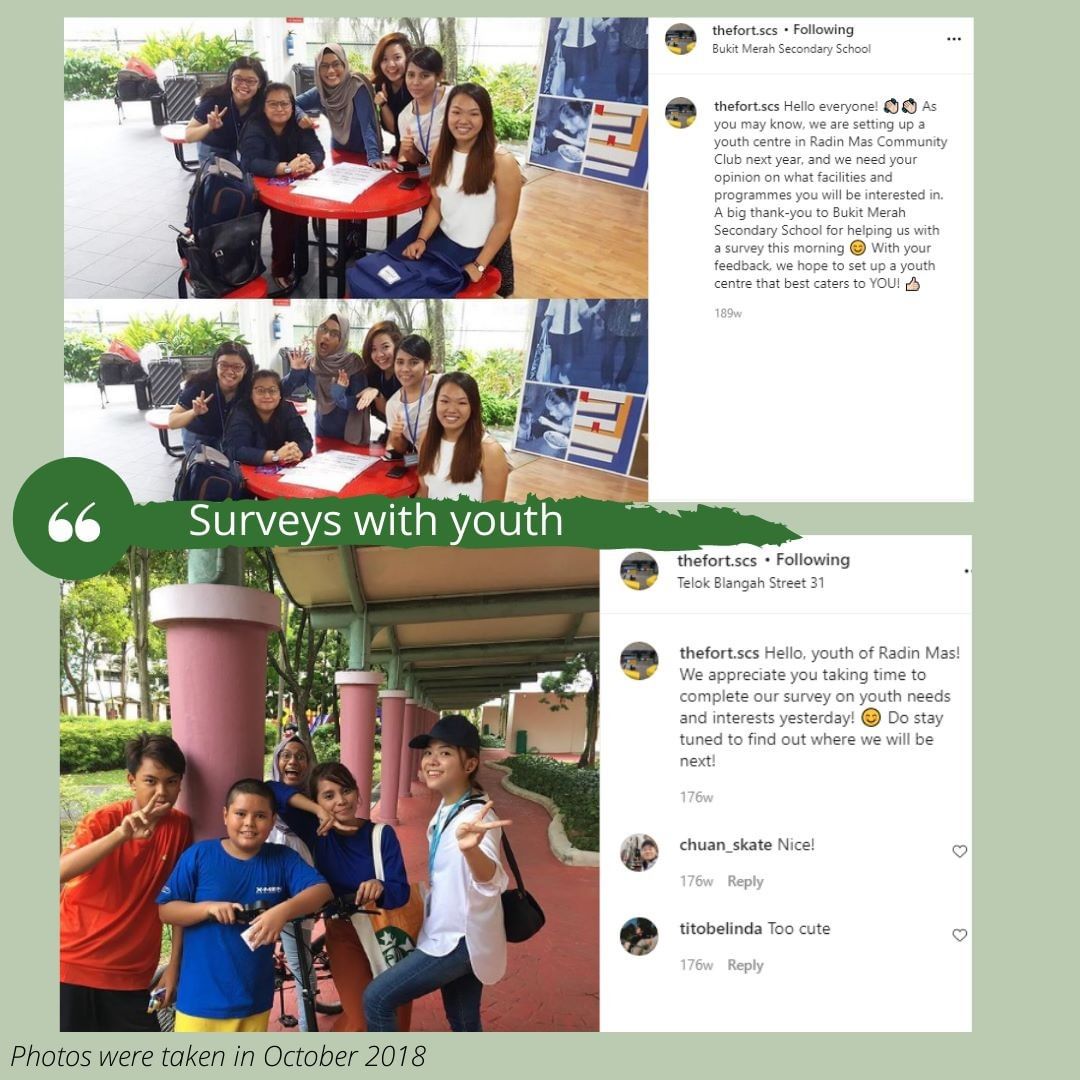 thefort.scs • Following
Bukit Merah Secondary School
thefort.scs Hello everyone! 👏🏻👏🏻 As
you may know, we are setting up a
youth centre in Radin Mas Community
Club next year, and we need your
opinion on what facilities and
programmes you will be interested in.
A big thank-you to Bukit Merah
Secondary School for helping us with
a survey this morning 😊 With your
feedback, we hope to set up a youth
centre that best caters to YOU! 👍🏻
189w
Surveys with youth
thefort.scs • Following
Telok Blangah Street 31
thefort.scs Hello, youth of Radin Mas!
We appreciate you taking time to
complete our survey on youth needs
and interests yesterday! 😊 Do stay
tuned to find out where we will be
next!
176w
chuan_skate Nice!
176w Reply
titobelinda Too cute
176w Reply
X-MEN
Photos were taken in October 2018